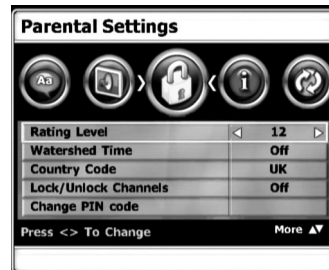 Parental Settings
Aa
i
Rating Level 12
Watershed Time Off
Country Code UK
Lock/Unlock Channels Off
Change PIN code
Press <> To Change More ▲▼